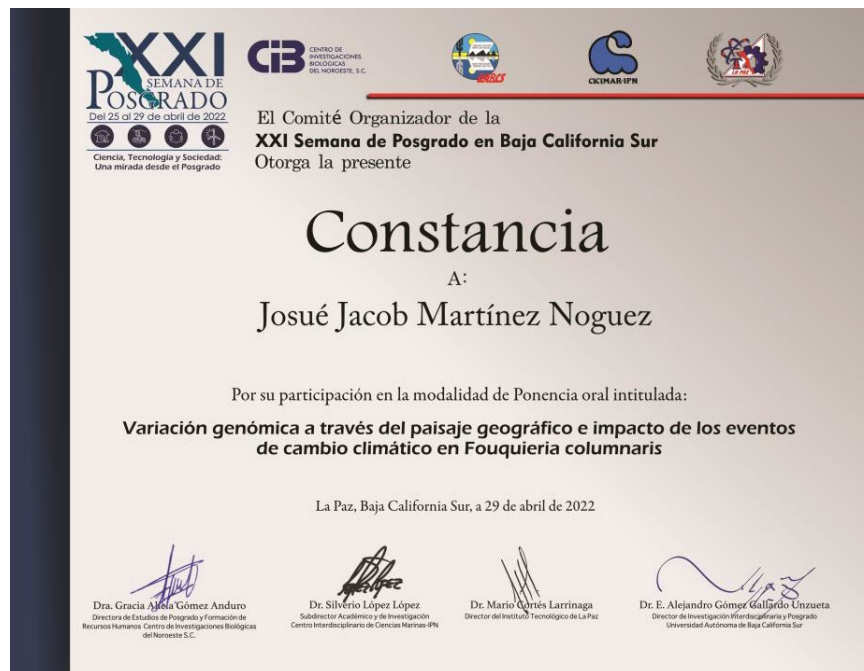 XXI
SEMANA DE
POSGRADO
Del 25 al 29 de abril de 2022
Ciencia, Tecnología y Sociedad:
Una mirada desde el Posgrado
CiB
CENTRO DE
INVESTIGACIONES
BIOLÓGICAS
DEL NOROESTE, S.C.
CICIMAR-IPN
LA PAZ
El Comité Organizador de la
XXI Semana de Posgrado en Baja California Sur
Otorga la presente
Constancia
A:
Josué Jacob Martínez Noguez
Por su participación en la modalidad de Ponencia oral intitulada:
Variación genómica a través del paisaje geográfico e impacto de los eventos
de cambio climático en Fouquieria columnaris
La Paz, Baja California Sur, a 29 de abril de 2022
Dra. Gracia Alicia Gómez Anduro
Directora de Estudios de Posgrado y Formación de
Recursos Humanos Centro de Investigaciones Biológicas
del Noroeste S.C.
Dr. Silverio López López
Subdirector Académico y de Investigación
Centro Interdisciplinario de Ciencias Marinas-IPN
Dr. Mario Cortés Larrinaga
Director del Instituto Tecnológico de La Paz
Dr. E. Alejandro Gómez Gallardo Unzueta
Director de Investigación Interdisciplinaria y Posgrado
Universidad Autónoma de Baja California Sur